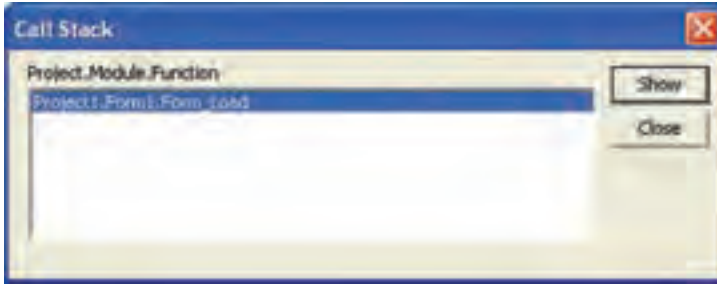 Call Stack
Project.Module.Function
Project1.Form1.Form_Load
Show
Close